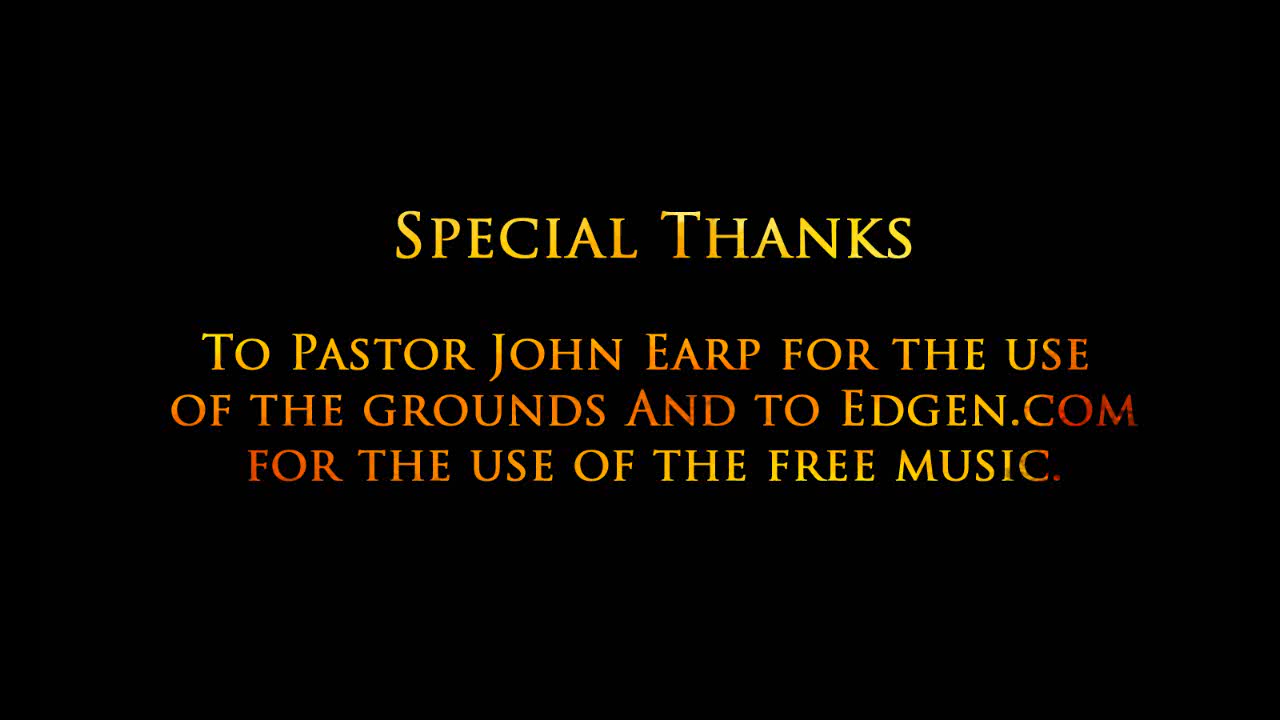 Special Thanks
To Pastor John Earp for the use
of the grounds And to Edgen.com
for the use of the free music.